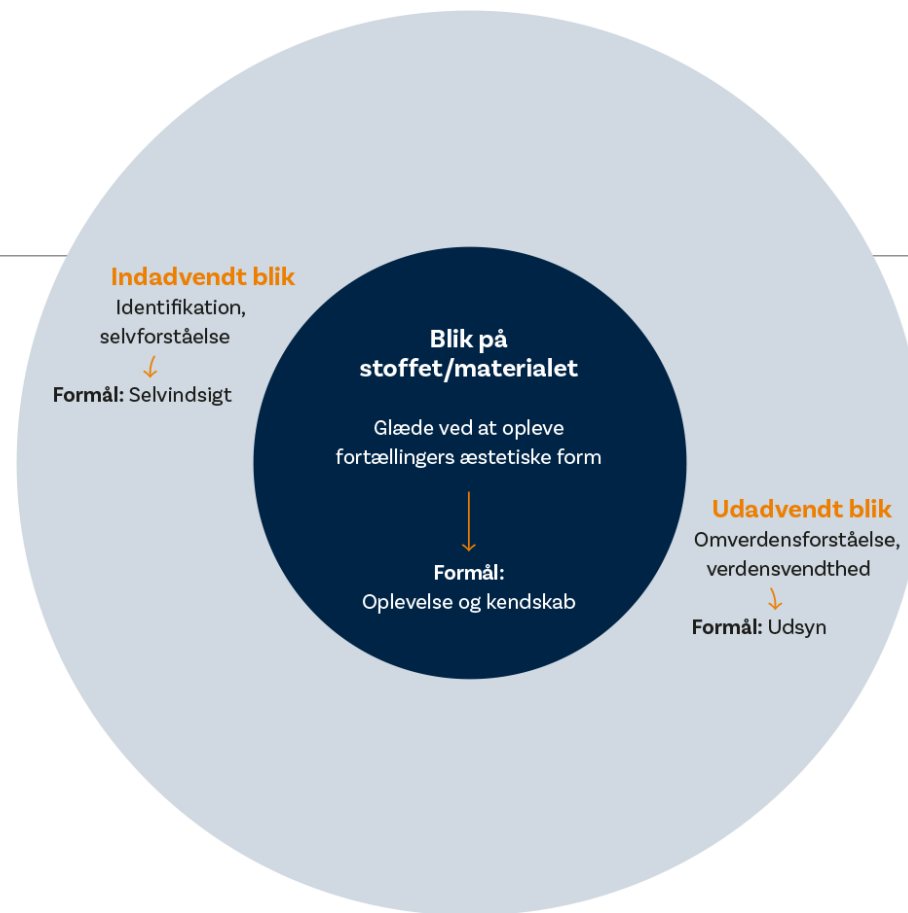 Indadvendt blik
Identifikation,
selvforståelse
Formål: Selvindsigt
Blik på
stoffet/materialet
Glæde ved at opleve
fortællingers æstetiske form
Formål:
Oplevelse og kendskab
Udadvendt blik
Omverdensforståelse,
verdensvendthed
Formål: Udsyn